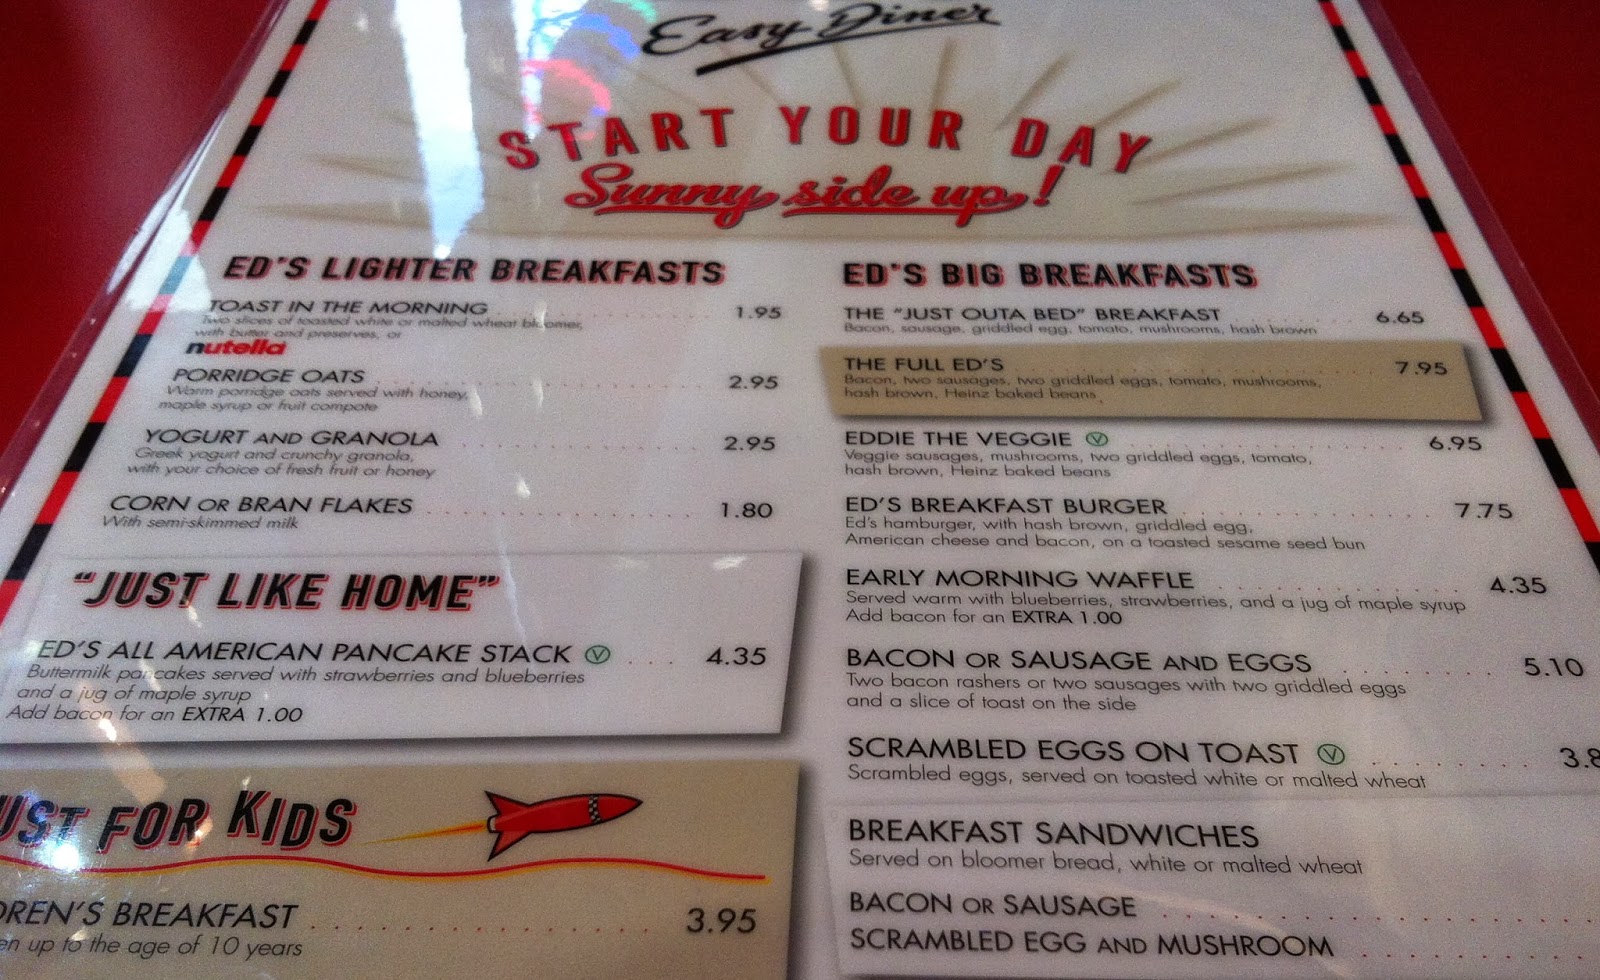 Easy Diner
START YOUR DAY
Sunny side up!
ED'S LIGHTER BREAKFASTS
TOAST IN THE MORNING 1.95
Two slices of toasted white or malted wheat bloomer,
with butter and preserves, or
nutella
PORRIDGE OATS 2.95
Warm porridge oats served with honey,
maple syrup or fruit compote
YOGURT AND GRANOLA 2.95
Greek yogurt and crunchy granola,
with your choice of fresh fruit or honey
CORN OR BRAN FLAKES 1.80
With semi-skimmed milk
"JUST LIKE HOME"
ED'S ALL AMERICAN PANCAKE STACK V 4.35
Buttermilk pancakes served with strawberries and blueberries
and a jug of maple syrup
Add bacon for an EXTRA 1.00
UST FOR KIDS
DREN'S BREAKFAST 3.95
en up to the age of 10 years
ED'S BIG BREAKFASTS
THE "JUST OUTA BED" BREAKFAST 6.65
Bacon, sausage, griddled egg, tomato, mushrooms, hash brown
THE FULL ED'S 7.95
Bacon, two sausages, two griddled eggs, tomato, mushrooms,
hash brown, Heinz baked beans
EDDIE THE VEGGIE V 6.95
Veggie sausages, mushrooms, two griddled eggs, tomato,
hash brown, Heinz baked beans
ED'S BREAKFAST BURGER 7.75
Ed's hamburger, with hash brown, griddled egg,
American cheese and bacon, on a toasted sesame seed bun
EARLY MORNING WAFFLE 4.35
Served warm with blueberries, strawberries, and a jug of maple syrup
Add bacon for an EXTRA 1.00
BACON OR SAUSAGE AND EGGS 5.10
Two bacon rashers or two sausages with two griddled eggs
and a slice of toast on the side
SCRAMBLED EGGS ON TOAST V 3.8
Scrambled eggs, served on toasted white or malted wheat
BREAKFAST SANDWICHES
Served on bloomer bread, white or malted wheat
BACON OR SAUSAGE
SCRAMBLED EGG AND MUSHROOM